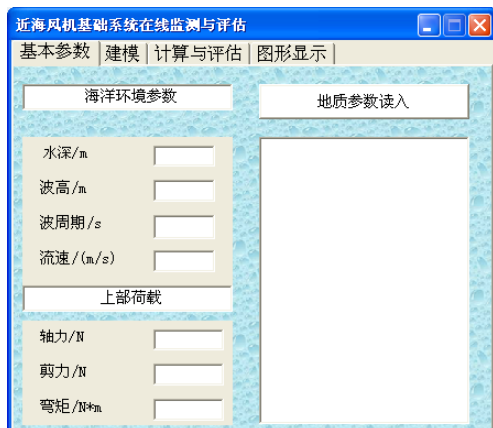 近海风机基础系统在线监测与评估
基本参数 建模 计算与评估 图形显示
海洋环境参数
地质参数读入
水深/m
波高/m
波周期/s
流速/(m/s)
上部荷载
轴力/N
剪力/N
弯矩/N*m